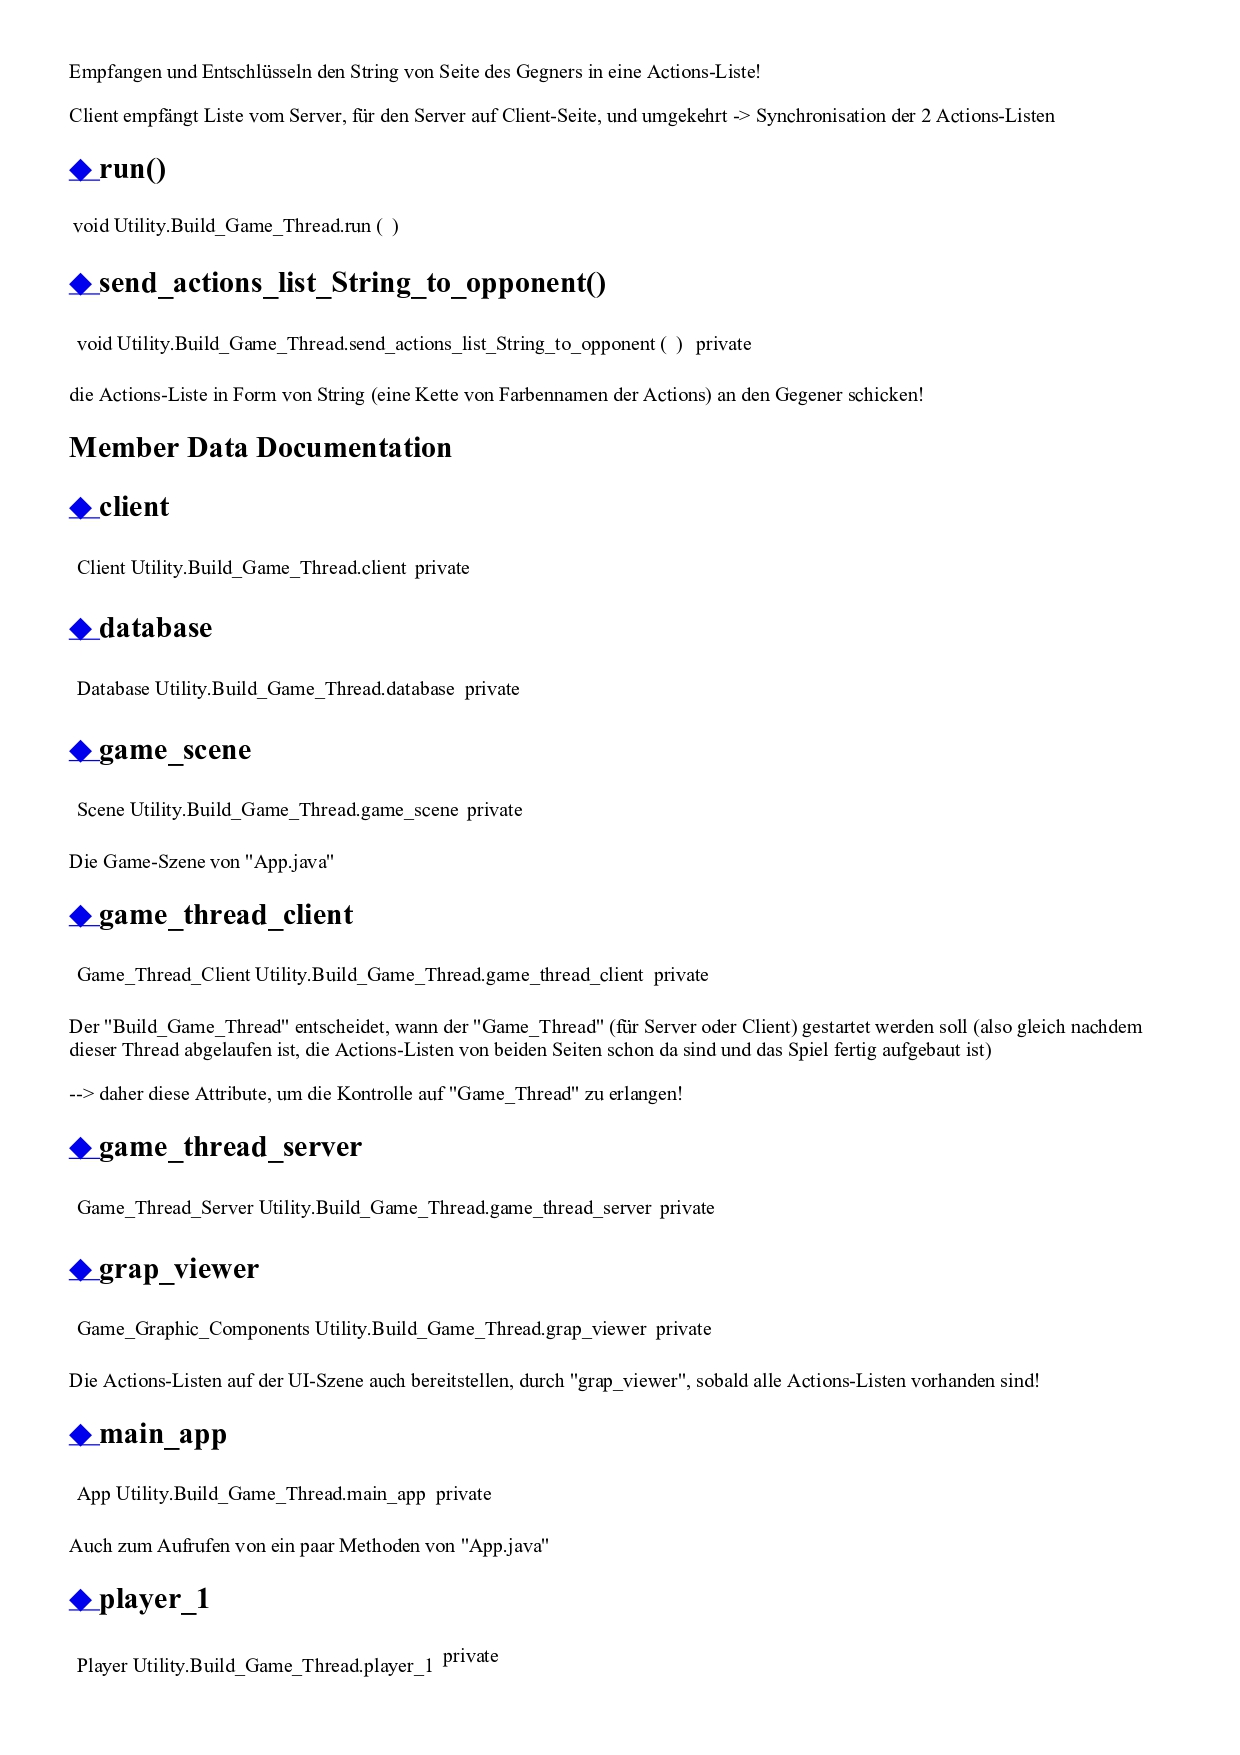 Empfangen und Entschlüsseln den String von Seite des Gegners in eine Actions-Liste!
Client empfängt Liste vom Server, für den Server auf Client-Seite, und umgekehrt -> Synchronisation der 2 Actions-Listen
◆ run()
void Utility.Build_Game_Thread.run ( )
◆ send_actions_list_String_to_opponent()
void Utility.Build_Game_Thread.send_actions_list_String_to_opponent ( ) private
die Actions-Liste in Form von String (eine Kette von Farbennamen der Actions) an den Gegener schicken!
Member Data Documentation
◆ client
Client Utility.Build_Game_Thread.client private
◆ database
Database Utility.Build_Game_Thread.database private
◆ game_scene
Scene Utility.Build_Game_Thread.game_scene private
Die Game-Szene von "App.java"
◆ game_thread_client
Game_Thread_Client Utility.Build_Game_Thread.game_thread_client private
Der "Build_Game_Thread" entscheidet, wann der "Game_Thread" (für Server oder Client) gestartet werden soll (also gleich nachdem
dieser Thread abgelaufen ist, die Actions-Listen von beiden Seiten schon da sind und das Spiel fertig aufgebaut ist)
--> daher diese Attribute, um die Kontrolle auf "Game_Thread" zu erlangen!
◆ game_thread_server
Game_Thread_Server Utility.Build_Game_Thread.game_thread_server private
◆ grap_viewer
Game_Graphic_Components Utility.Build_Game_Thread.grap_viewer private
Die Actions-Listen auf der UI-Szene auch bereitstellen, durch "grap_viewer", sobald alle Actions-Listen vorhanden sind!
◆ main_app
App Utility.Build_Game_Thread.main_app private
Auch zum Aufrufen von ein paar Methoden von "App.java"
◆ player_1
Player Utility.Build_Game_Thread.player_1 private